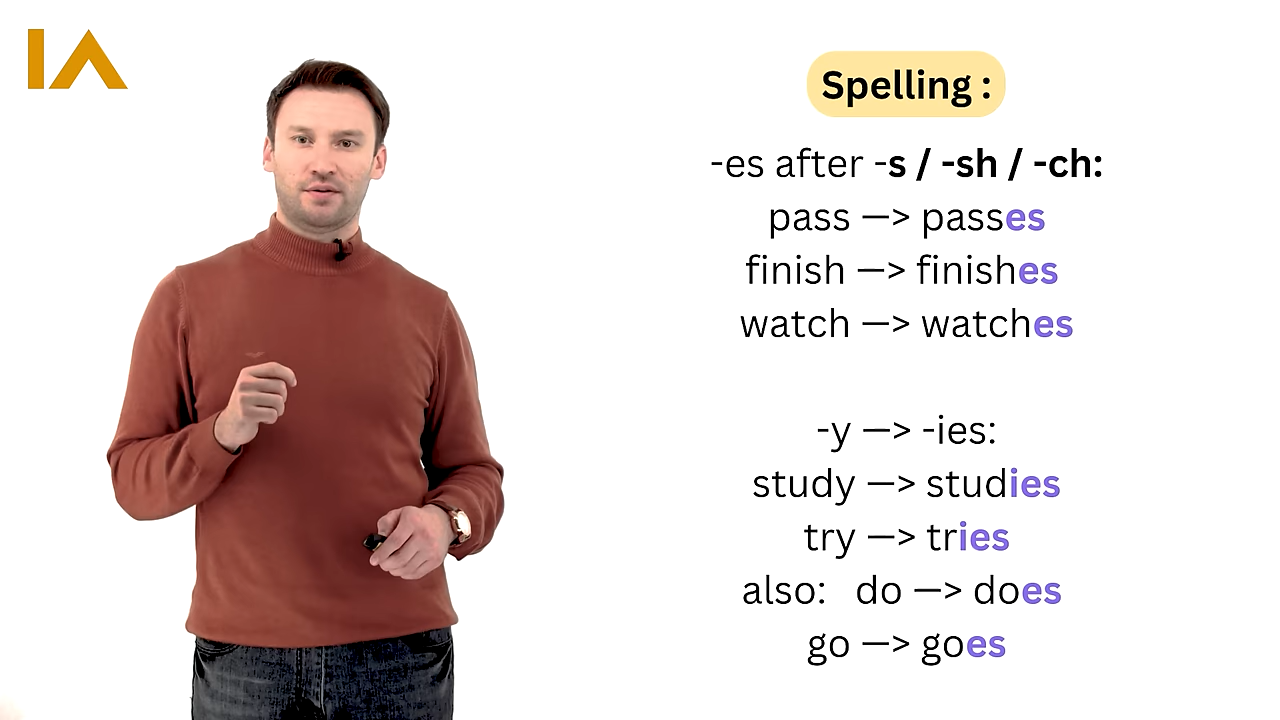 IA
Spelling :
-es after -s / -sh / -ch:
pass —> passes
finish —> finishes
watch —> watches
-y —> -ies:
study —> studies
try —> tries
also: do —> does
go —> goes